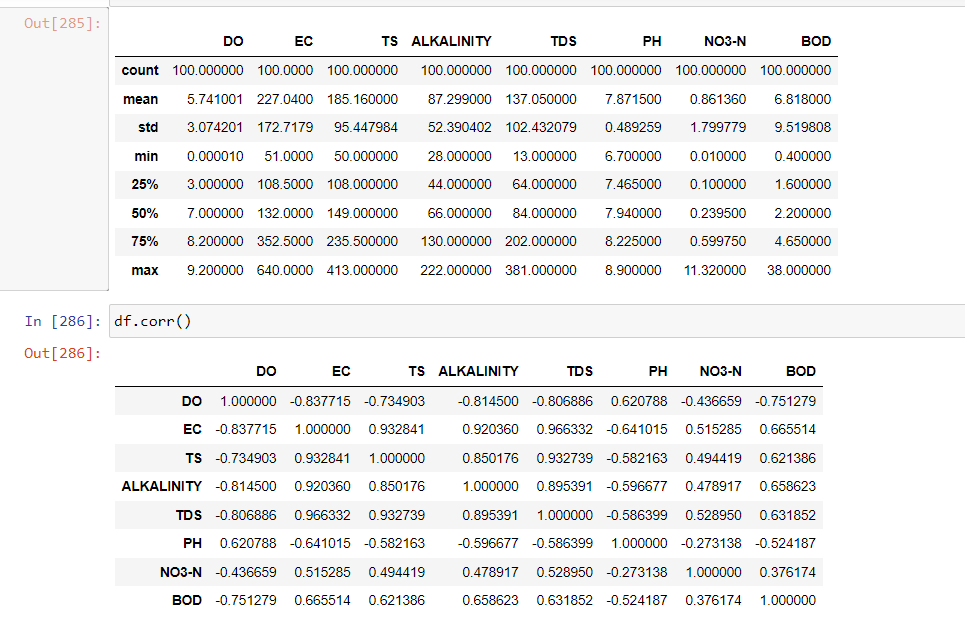 Out[285]:
DO EC TS ALKALINITY TDS PH NO3-N BOD
count 100.000000 100.0000 100.000000 100.000000 100.000000 100.000000 100.000000 100.000000
mean 5.741001 227.0400 185.160000 87.299000 137.050000 7.871500 0.861360 6.818000
std 3.074201 172.7179 95.447984 52.390402 102.432079 0.489259 1.799779 9.519808
min 0.000010 51.0000 50.000000 28.000000 13.000000 6.700000 0.010000 0.400000
25% 3.000000 108.5000 108.000000 44.000000 64.000000 7.465000 0.100000 1.600000
50% 7.000000 132.0000 149.000000 66.000000 84.000000 7.940000 0.239500 2.200000
75% 8.200000 352.5000 235.500000 130.000000 202.000000 8.225000 0.599750 4.650000
max 9.200000 640.0000 413.000000 222.000000 381.000000 8.900000 11.320000 38.000000
In [286]: df.corr()
Out[286]:
DO EC TS ALKALINITY TDS PH NO3-N BOD
DO 1.000000 -0.837715 -0.734903 -0.814500 -0.806886 0.620788 -0.436659 -0.751279
EC -0.837715 1.000000 0.932841 0.920360 0.966332 -0.641015 0.515285 0.665514
TS -0.734903 0.932841 1.000000 0.850176 0.932739 -0.582163 0.494419 0.621386
ALKALINITY -0.814500 0.920360 0.850176 1.000000 0.895391 -0.596677 0.478917 0.658623
TDS -0.806886 0.966332 0.932739 0.895391 1.000000 -0.586399 0.528950 0.631852
PH 0.620788 -0.641015 -0.582163 -0.596677 -0.586399 1.000000 -0.273138 -0.524187
NO3-N -0.436659 0.515285 0.494419 0.478917 0.528950 -0.273138 1.000000 0.376174
BOD -0.751279 0.665514 0.621386 0.658623 0.631852 -0.524187 0.376174 1.000000